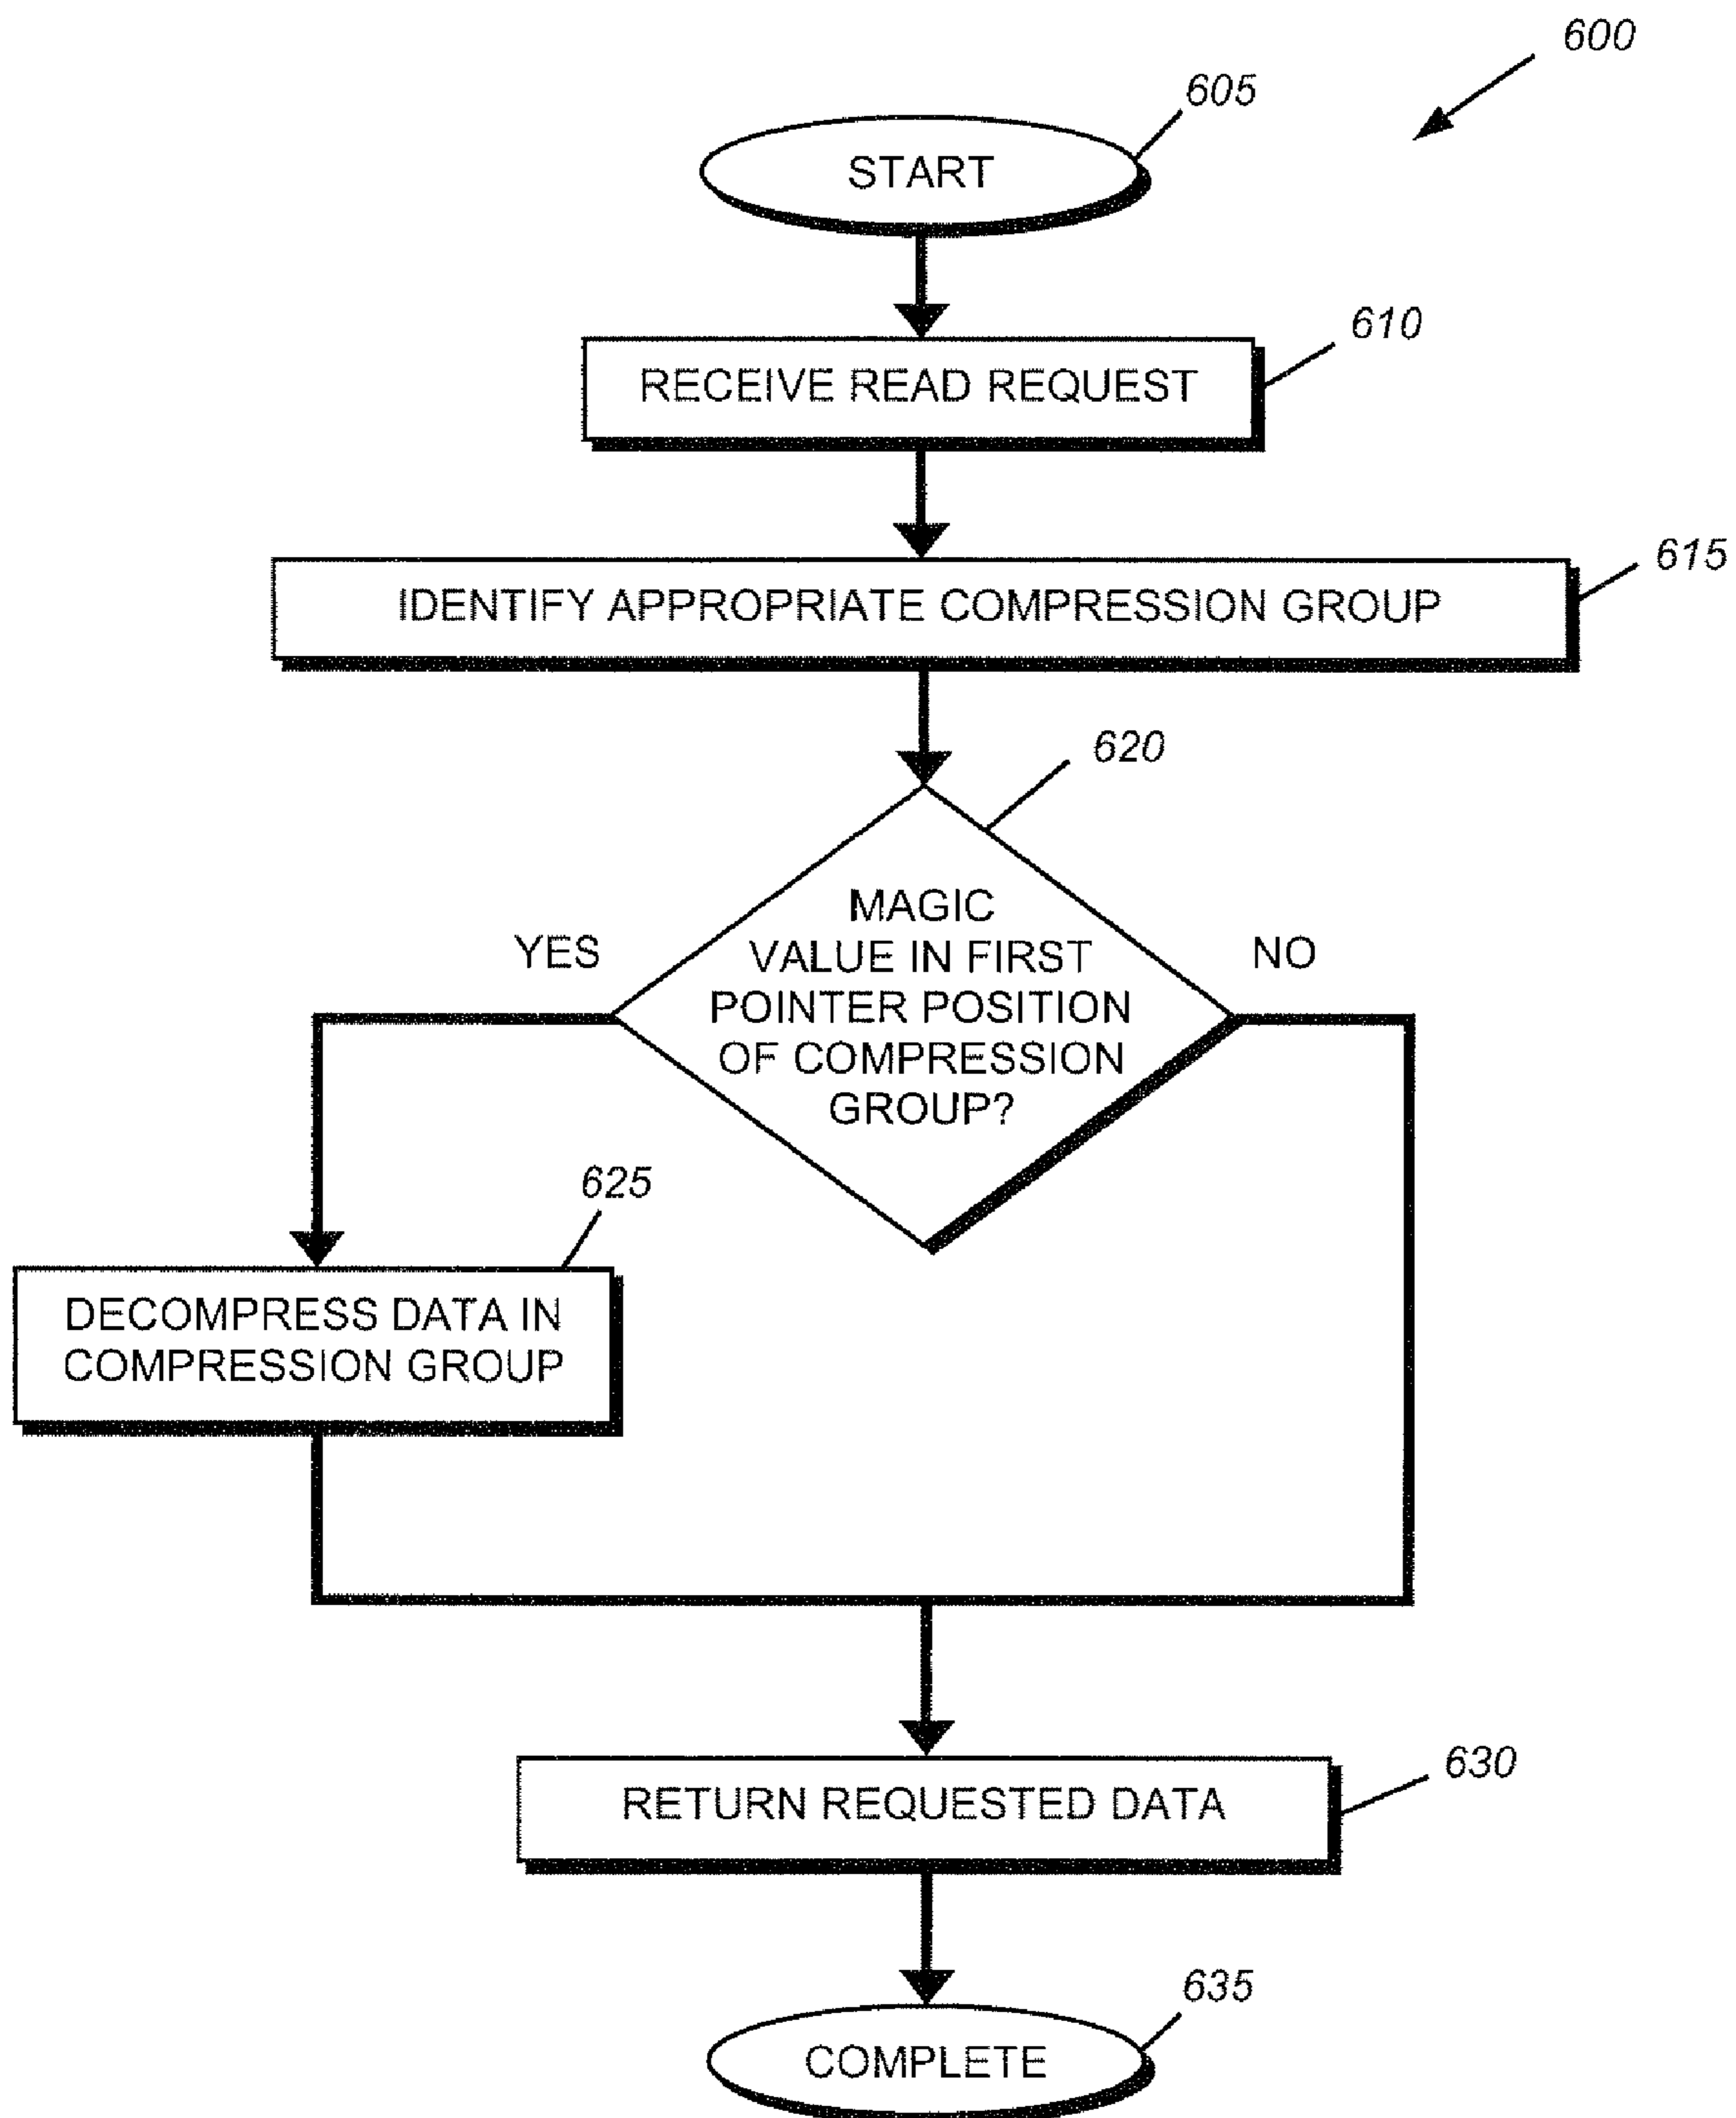 600
605
START
610
RECEIVE READ REQUEST
615
IDENTIFY APPROPRIATE COMPRESSION GROUP
620
MAGIC
VALUE IN FIRST
POINTER POSITION
OF COMPRESSION
GROUP?
YES
NO
625
DECOMPRESS DATA IN
COMPRESSION GROUP
630
RETURN REQUESTED DATA
635
COMPLETE